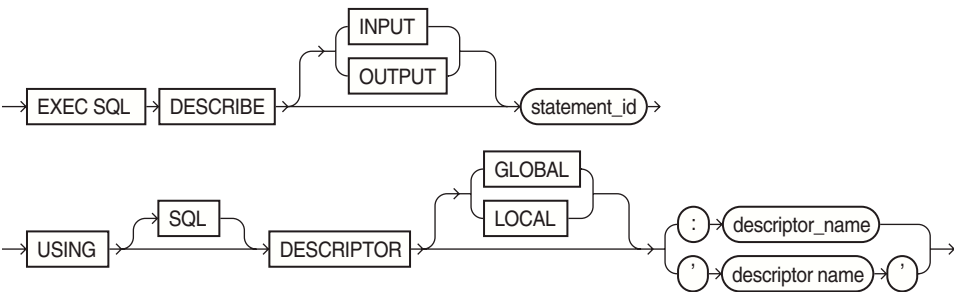 INPUT
OUTPUT
EXEC SQL DESCRIBE statement_id
GLOBAL
SQL LOCAL
USING DESCRIPTOR : descriptor_name
' descriptor name '